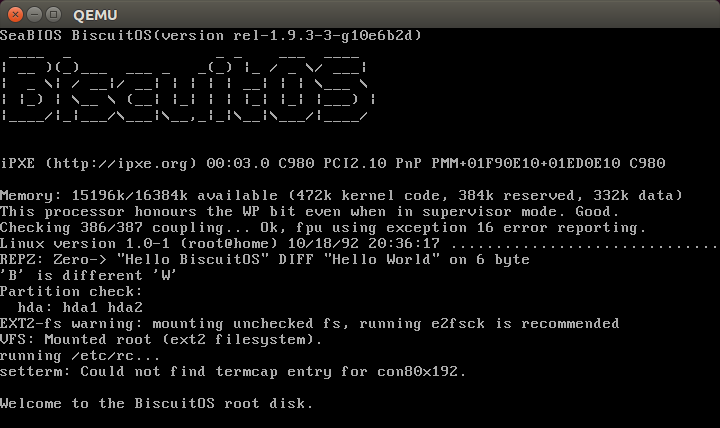 QEMU
SeaBIOS BiscuitOS(version rel-1.9.3-3-g10e6b2d)
BiscuitOS
iPXE (http://ipxe.org) 00:03.0 C980 PCI2.10 PnP PMM+01F90E10+01ED0E10 C980
Memory: 15196k/16384k available (472k kernel code, 384k reserved, 332k data)
This processor honours the WP bit even when in supervisor mode. Good.
Checking 386/387 coupling... Ok, fpu using exception 16 error reporting.
Linux version 1.0-1 (root@home) 10/18/92 20:36:17 ..............................
REPZ: Zero-> "Hello BiscuitOS" DIFF "Hello World" on 6 byte
'B' is different 'W'
Partition check:
  hda: hda1 hda2
EXT2-fs warning: mounting unchecked fs, running e2fsck is recommended
VFS: Mounted root (ext2 filesystem).
running /etc/rc...
setterm: Could not find termcap entry for con80x192.
Welcome to the BiscuitOS root disk.